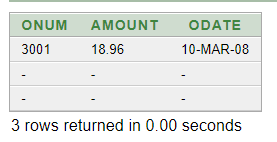 ONUM AMOUNT ODATE
3001 18.96 10-MAR-08
- - -
- - -
3 rows returned in 0.00 seconds